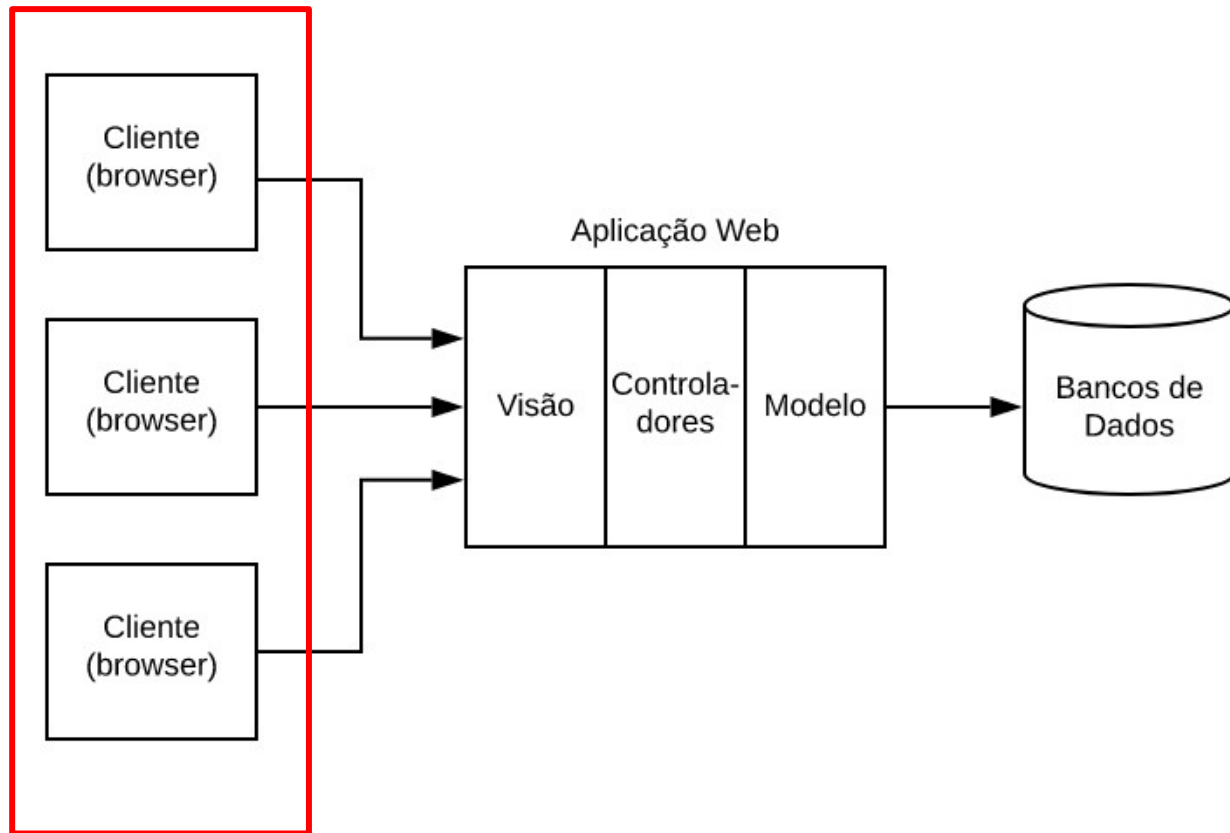 Cliente
(browser)
Aplicação Web
Cliente
(browser)
Visão
Controla-
dores
Modelo
Bancos de
Dados
Cliente
(browser)